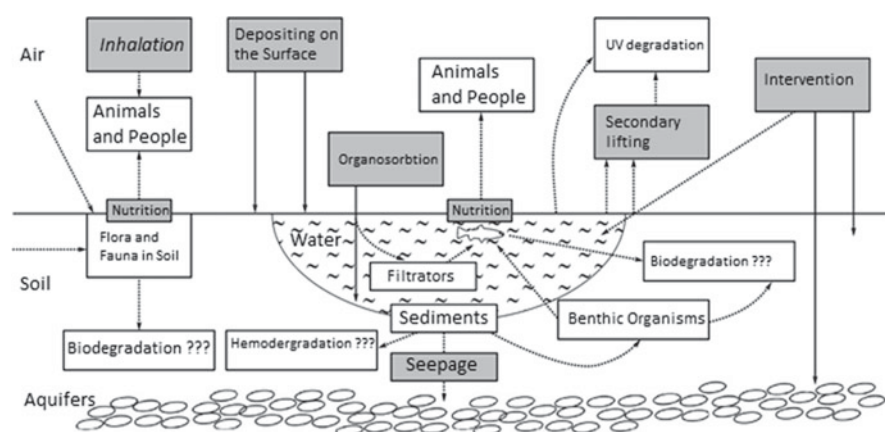 Air
Inhalation
Depositing on
the Surface
UV degradation
Animals
and People
Intervention
Animals
and People
Secondary
lifting
Organosorbtion
Nutrition
Nutrition
Flora and
Fauna in Soil
Water
Filtrators
Biodegradation ???
Soil
Sediments
Benthic Organisms
Biodegradation ???
Hemodergradation ???
Seepage
Aquifers